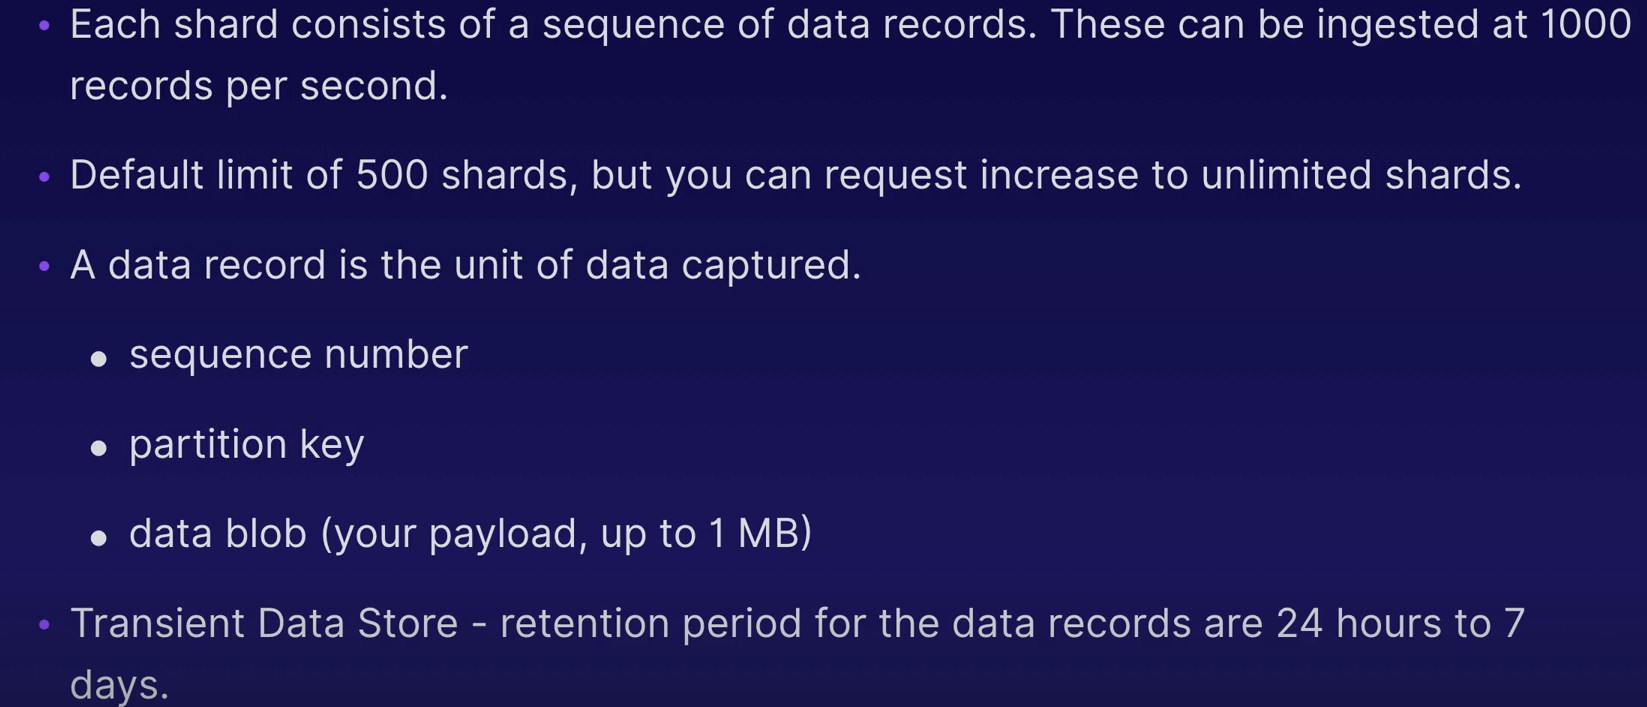 • Each shard consists of a sequence of data records. These can be ingested at 1000
records per second.
• Default limit of 500 shards, but you can request increase to unlimited shards.
• A data record is the unit of data captured.
• sequence number
• partition key
• data blob (your payload, up to 1 MB)
• Transient Data Store - retention period for the data records are 24 hours to 7
days.